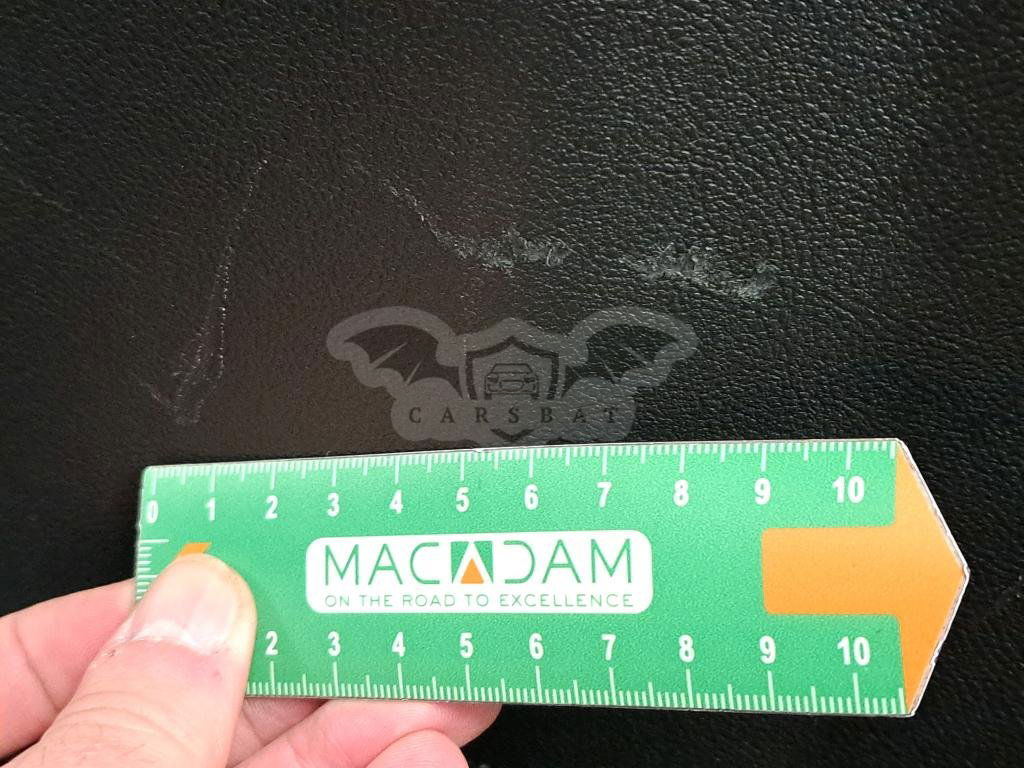 CARSBAT
0 1 2 3 4 5 6 7 8 9 10
MACADAM
ON THE ROAD TO EXCELLENCE
2 3 4 5 6 7 8 9 10